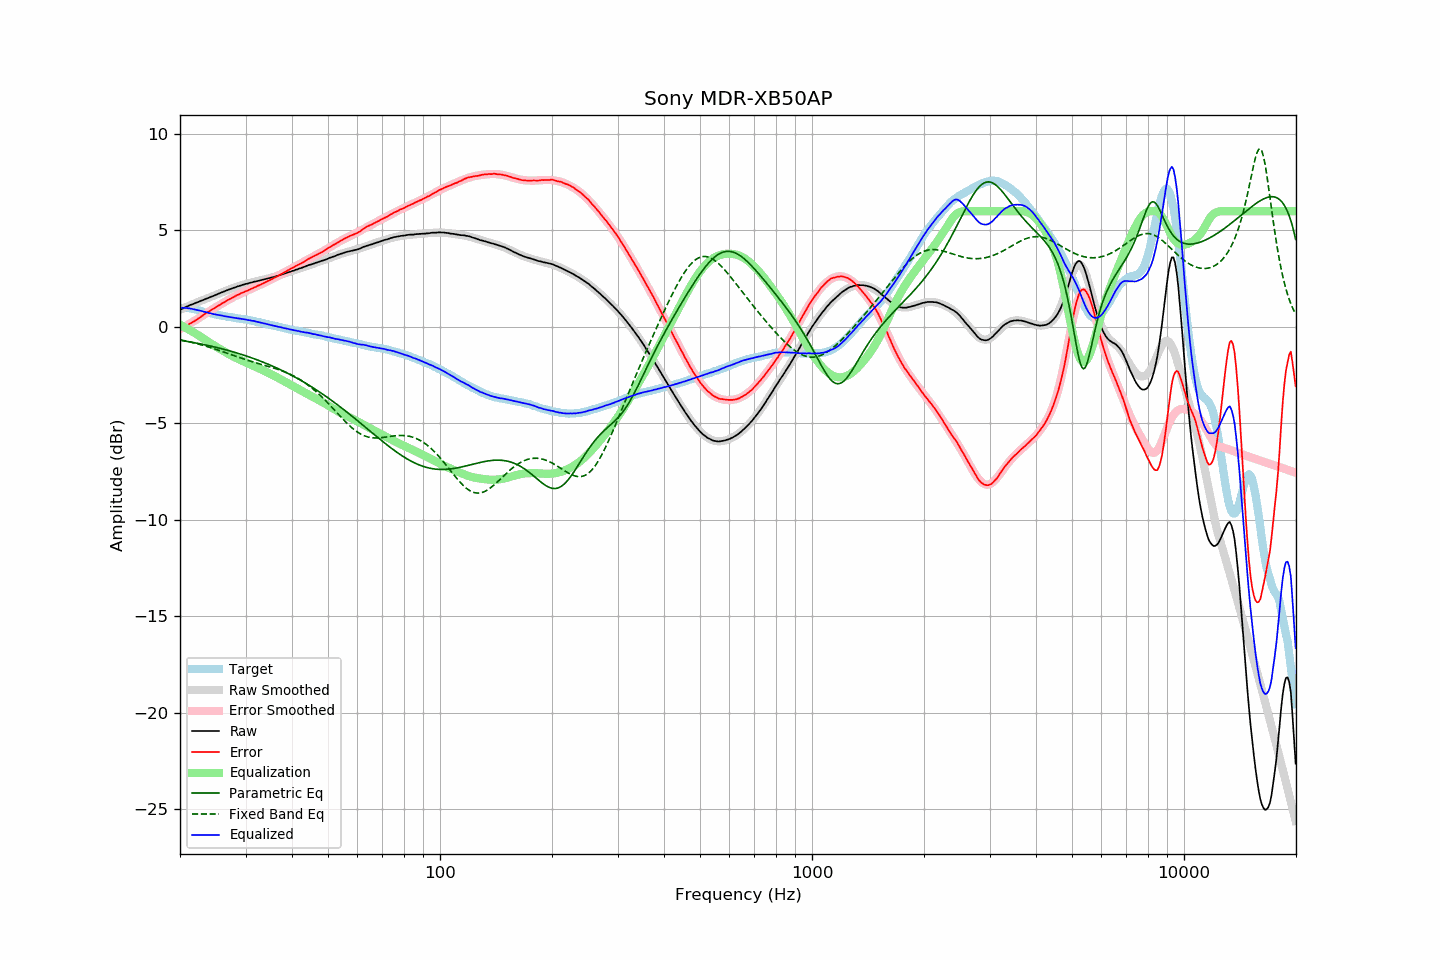 Sony MDR-XB50AP
10
5
0
−5
−10
−15
−20
−25
Amplitude (dBr)
Target
Raw Smoothed
Error Smoothed
Raw
Error
Equalization
Parametric Eq
Fixed Band Eq
Equalized
100
1000
10000
Frequency (Hz)